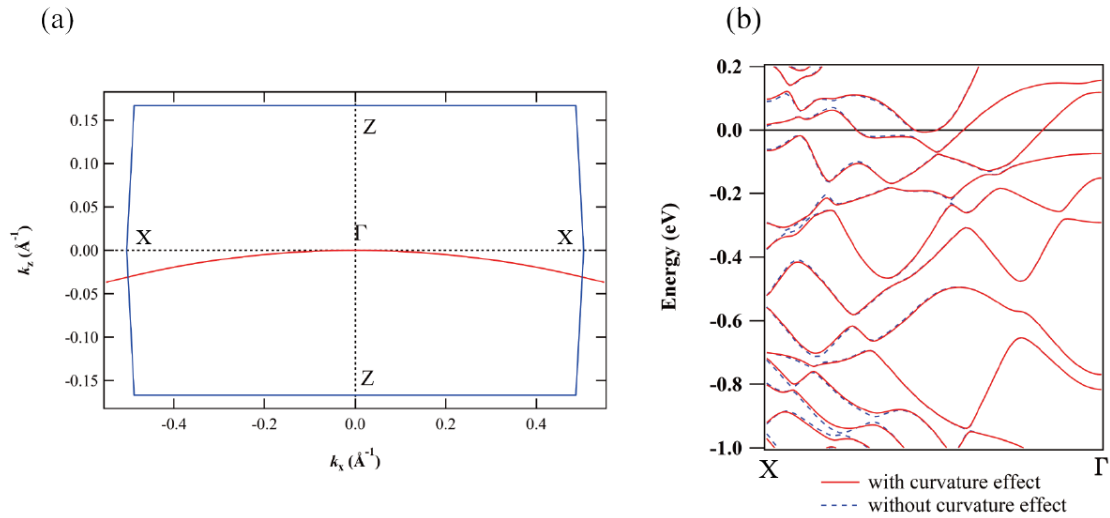 (a)
(b)
0.15
0.10
0.05
0.00
-0.05
-0.10
-0.15
kz (Å-1)
Z
X
Γ
X
Z
-0.4
-0.2
0.0
0.2
0.4
kx (Å-1)
0.2
0.0
-0.2
-0.4
-0.6
-0.8
-1.0
Energy (eV)
X
Γ
with curvature effect
without curvature effect